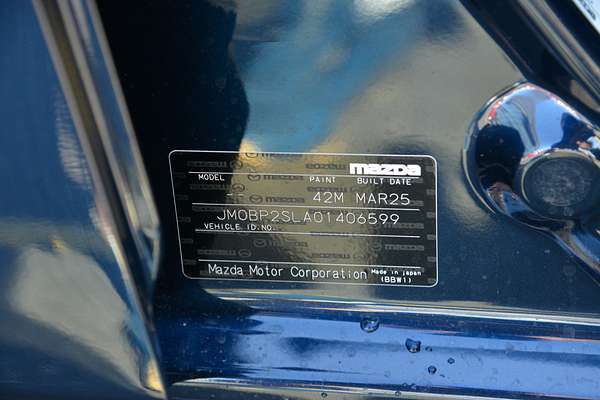 mazda
MODEL PAINT BUILT DATE
42M MAR25
JM0BP2SLA01406599
VEHICLE ID.NO.
Mazda Motor Corporation Made in japan
(BBW1)